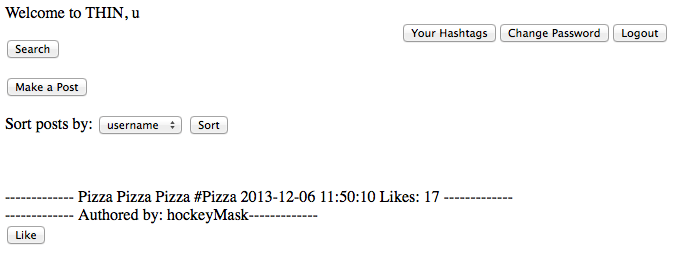 Welcome to THIN, u
Your Hashtags Change Password Logout
Search
Make a Post
Sort posts by: username Sort
------------- Pizza Pizza Pizza #Pizza 2013-12-06 11:50:10 Likes: 17 -------------
------------- Authored by: hockeyMask-------------
Like